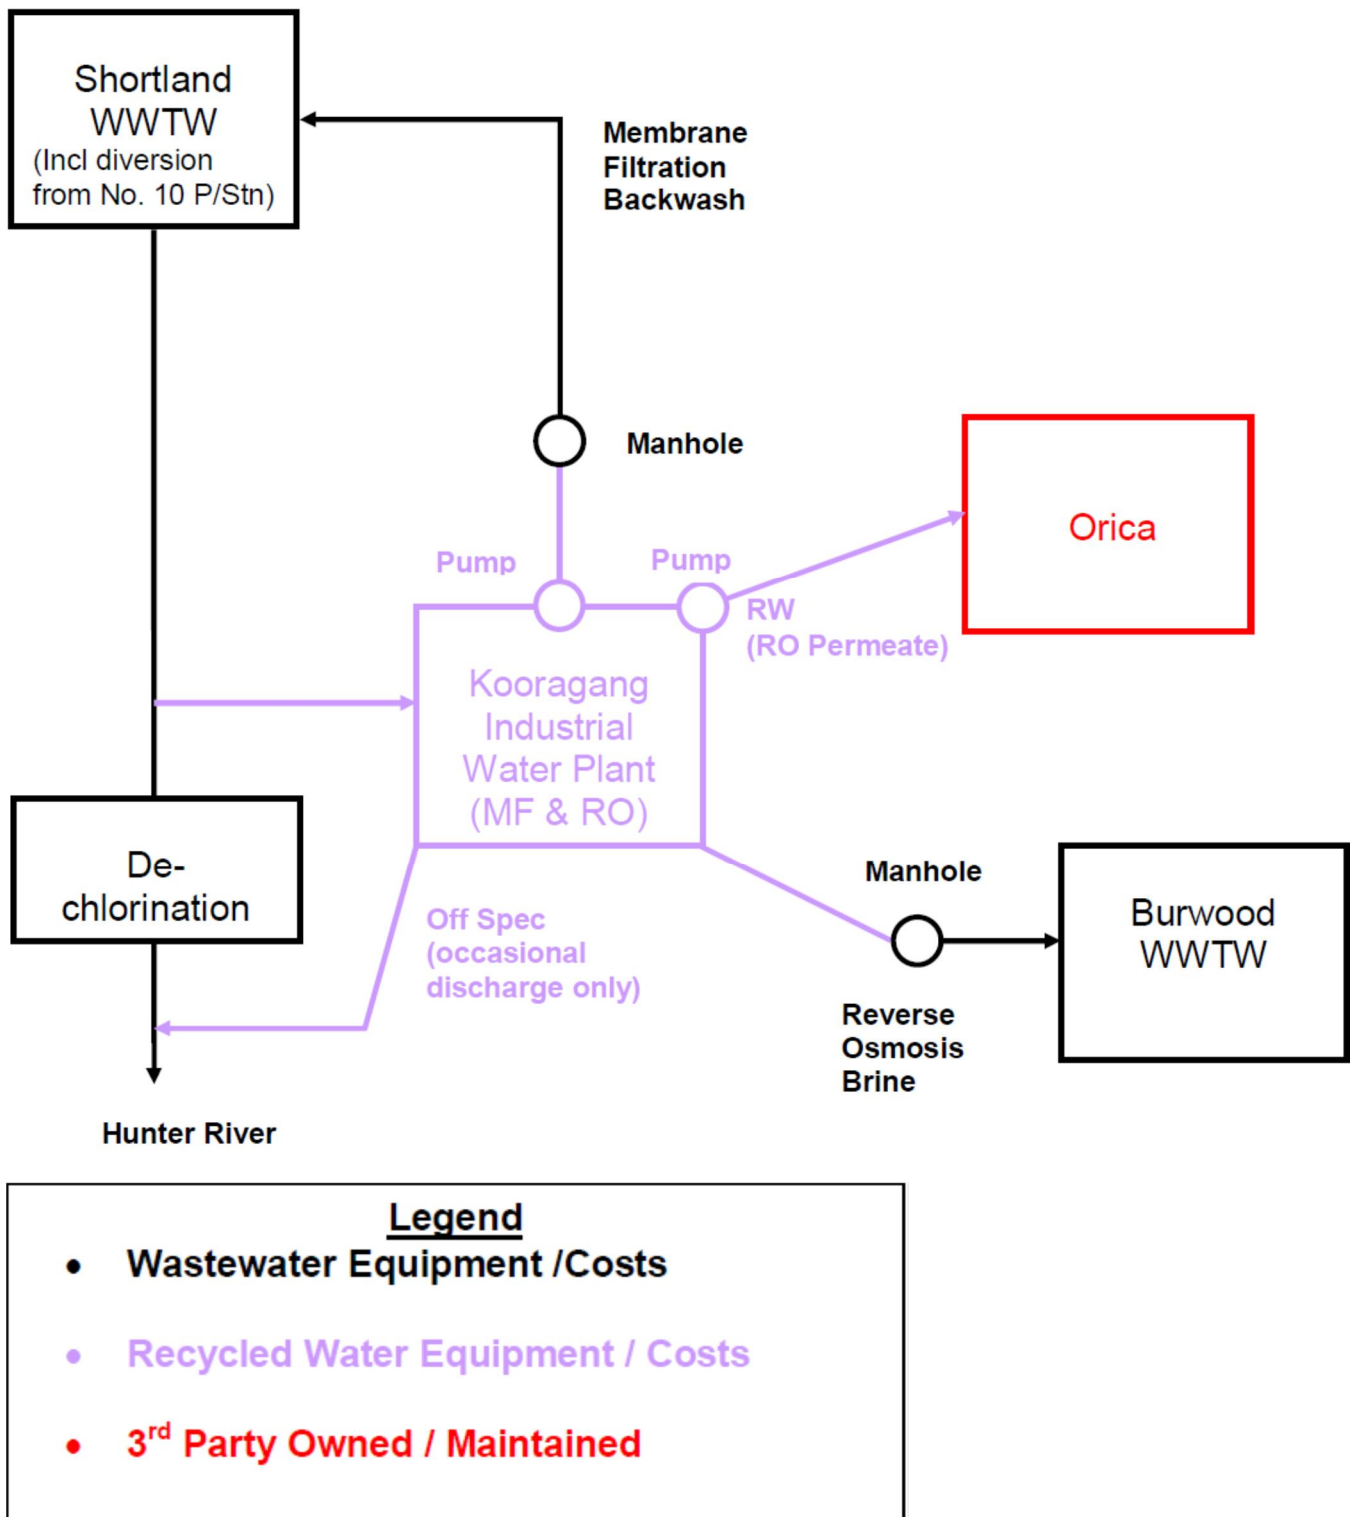 Shortland
WWTW
(Incl diversion
from No. 10 P/Stn)
Membrane
Filtration
Backwash
Manhole
Orica
Pump
Pump
RW
(RO Permeate)
Kooragang
Industrial
Water Plant
(MF & RO)
De-
chlorination
Off Spec
(occasional
discharge only)
Manhole
Burwood
WWTW
Reverse
Osmosis
Brine
Hunter River
Legend
• Wastewater Equipment /Costs
• Recycled Water Equipment / Costs
• 3rd Party Owned / Maintained